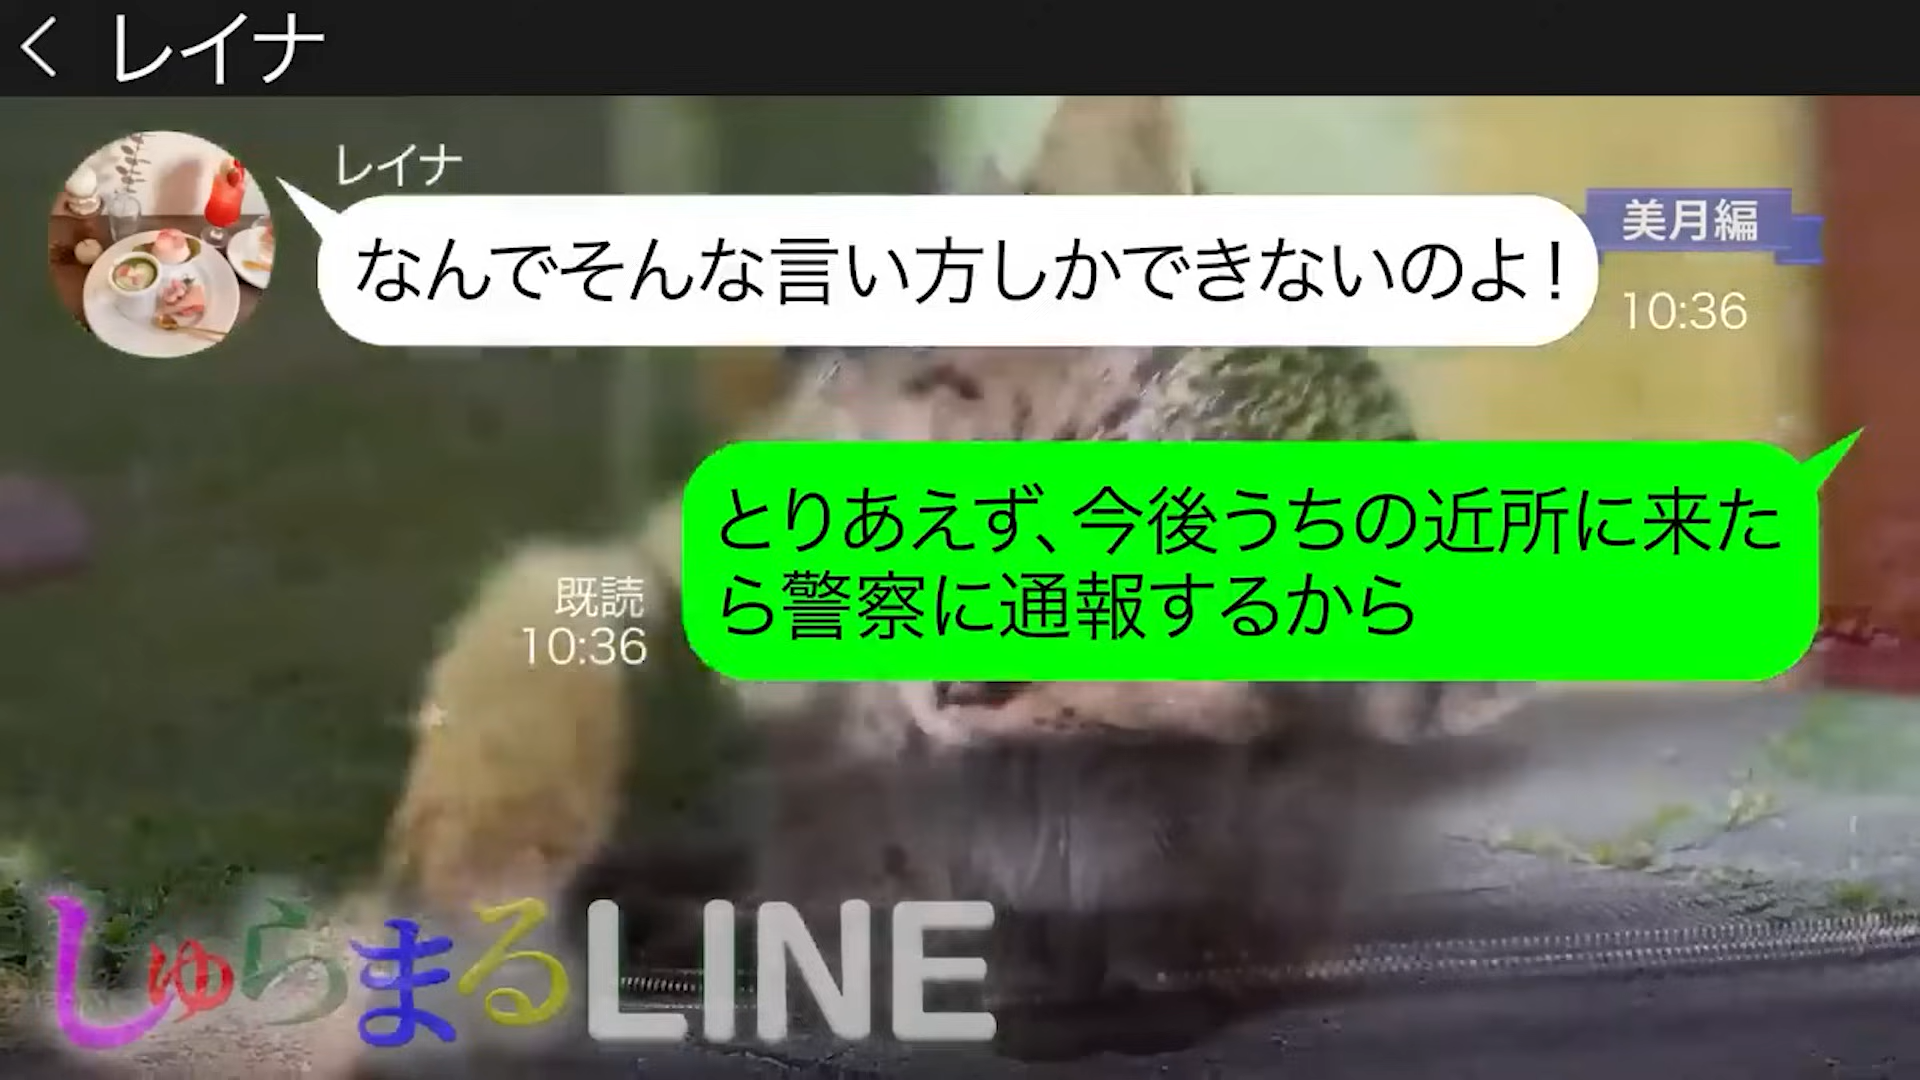 レイナ
レイナ
なんでそんな言い方しかできないのよ！
美月編
10:36
とりあえず、今後うちの近所に来た
ら警察に通報するから
既読
10:36
しゅらまるLINE